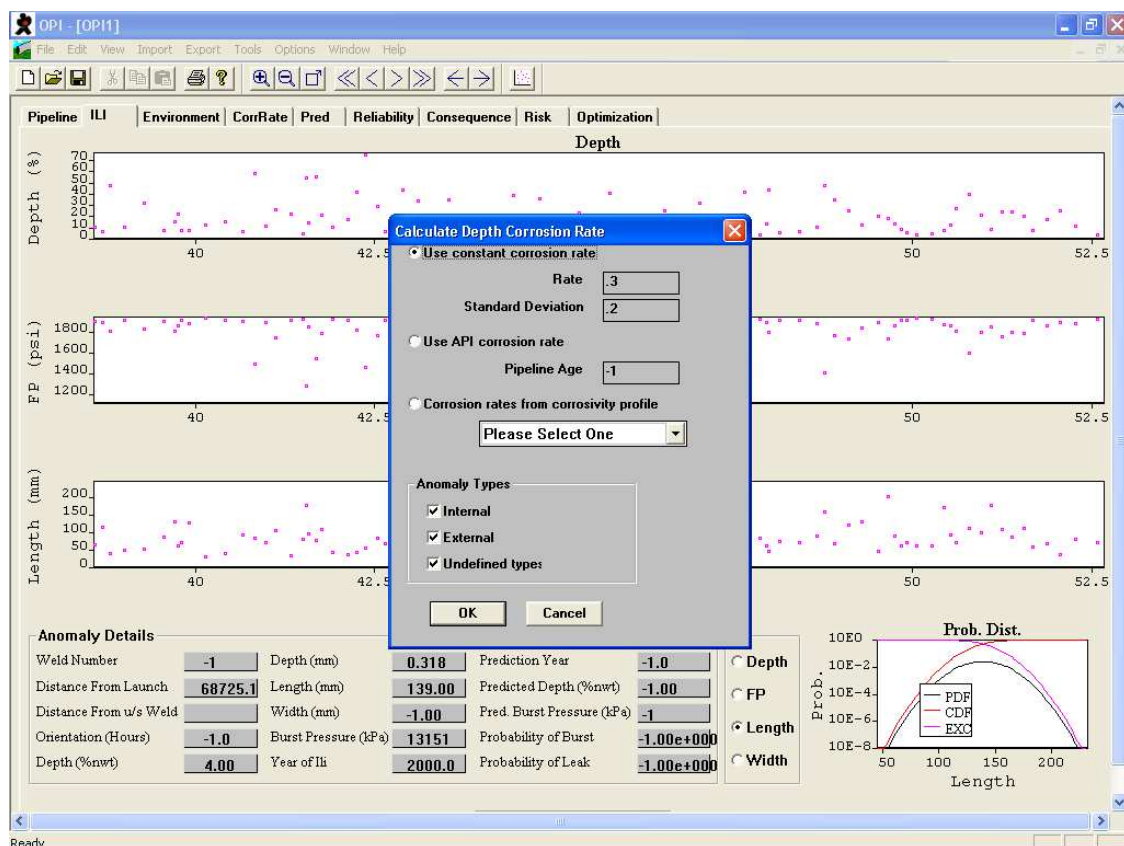 OPI - [OPI1]
File Edit View Import Export Tools Options Window Help
Pipeline ILI Environment CorrRate Pred Reliability Consequence Risk Optimization
Depth
Depth (%)
70
60
50
40
30
20
10
0
40 42.5 50 52.5
FP (psi)
1800
1600
1400
1200
40 42.5 50 52.5
Length (mm)
200
150
100
50
0
40 42.5 50 52.5
Calculate Depth Corrosion Rate
Use constant corrosion rate
Rate .3
Standard Deviation .2
Use API corrosion rate
Pipeline Age -1
Corrosion rates from corrosivity profile
Please Select One
Anomaly Types
Internal
External
Undefined types
OK Cancel
Anomaly Details
Weld Number -1 Depth (mm) 0.318 Prediction Year -1.0
Distance From Launch 68725.1 Length (mm) 139.00 Predicted Depth (%nwt) -1.00
Distance From u/s Weld Width (mm) -1.00 Pred. Burst Pressure (kPa) -1
Orientation (Hours) -1.0 Burst Pressure (kPa) 13151 Probability of Burst -1.00e+000
Depth (%nwt) 4.00 Year of Ili 2000.0 Probability of Leak -1.00e+000
Depth
FP
Length
Width
Prob. Dist.
Prob.
10E0
10E-2
10E-4
10E-6
10E-8
PDF
CDF
EXC
50 100 150 200
Length
Ready